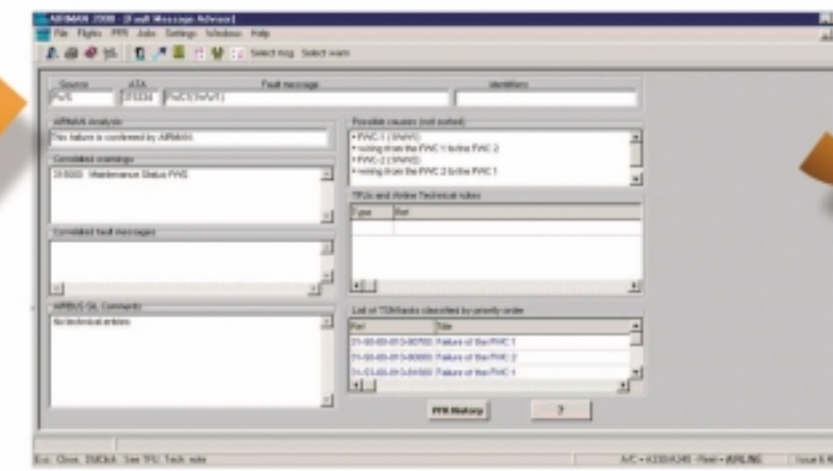 AIRMAN 2000 - [Fault Message Advisor]
File Flights PFR Jobs Settings Windows Help
Select msg Select warn
Source ATA Fault message Identifiers
FWS FWC1(1WW1)
AIRMAN Analysis
This failure is confirmed by AIRMAN
Possible causes (not sorted)
• FWC-1 (1WW1)
• wiring from the FWC 1 to the FWC 2
• FWC-2 (1WW2)
• wiring from the FWC 2 to the FWC 1
Correlated warnings
Maintenance Status FWS
TFUs and Airline Technical notes
Type Ref
Correlated fault messages
AIRBUS SIL Comments
No technical entries
List of TSM tasks classified by priority order
Ref Title
Failure of the FWC 1
Failure of the FWC 2
Failure of the FWC 1
PFR History ?
Esc: Close, DblClick: See TFU, Tech. note